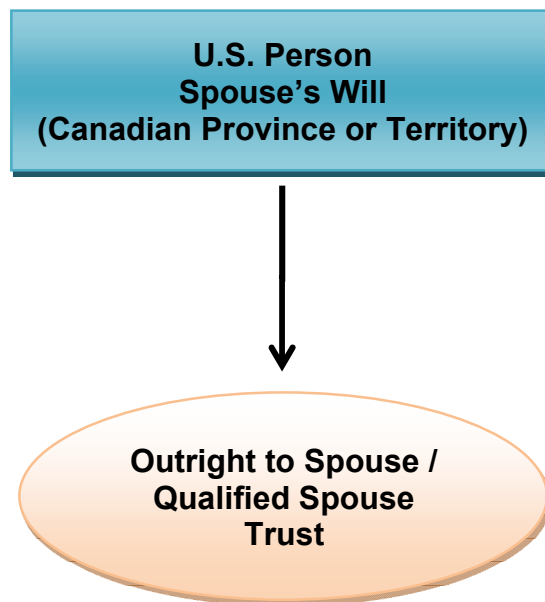 U.S. Person
Spouse’s Will
(Canadian Province or Territory)
Outright to Spouse /
Qualified Spouse
Trust